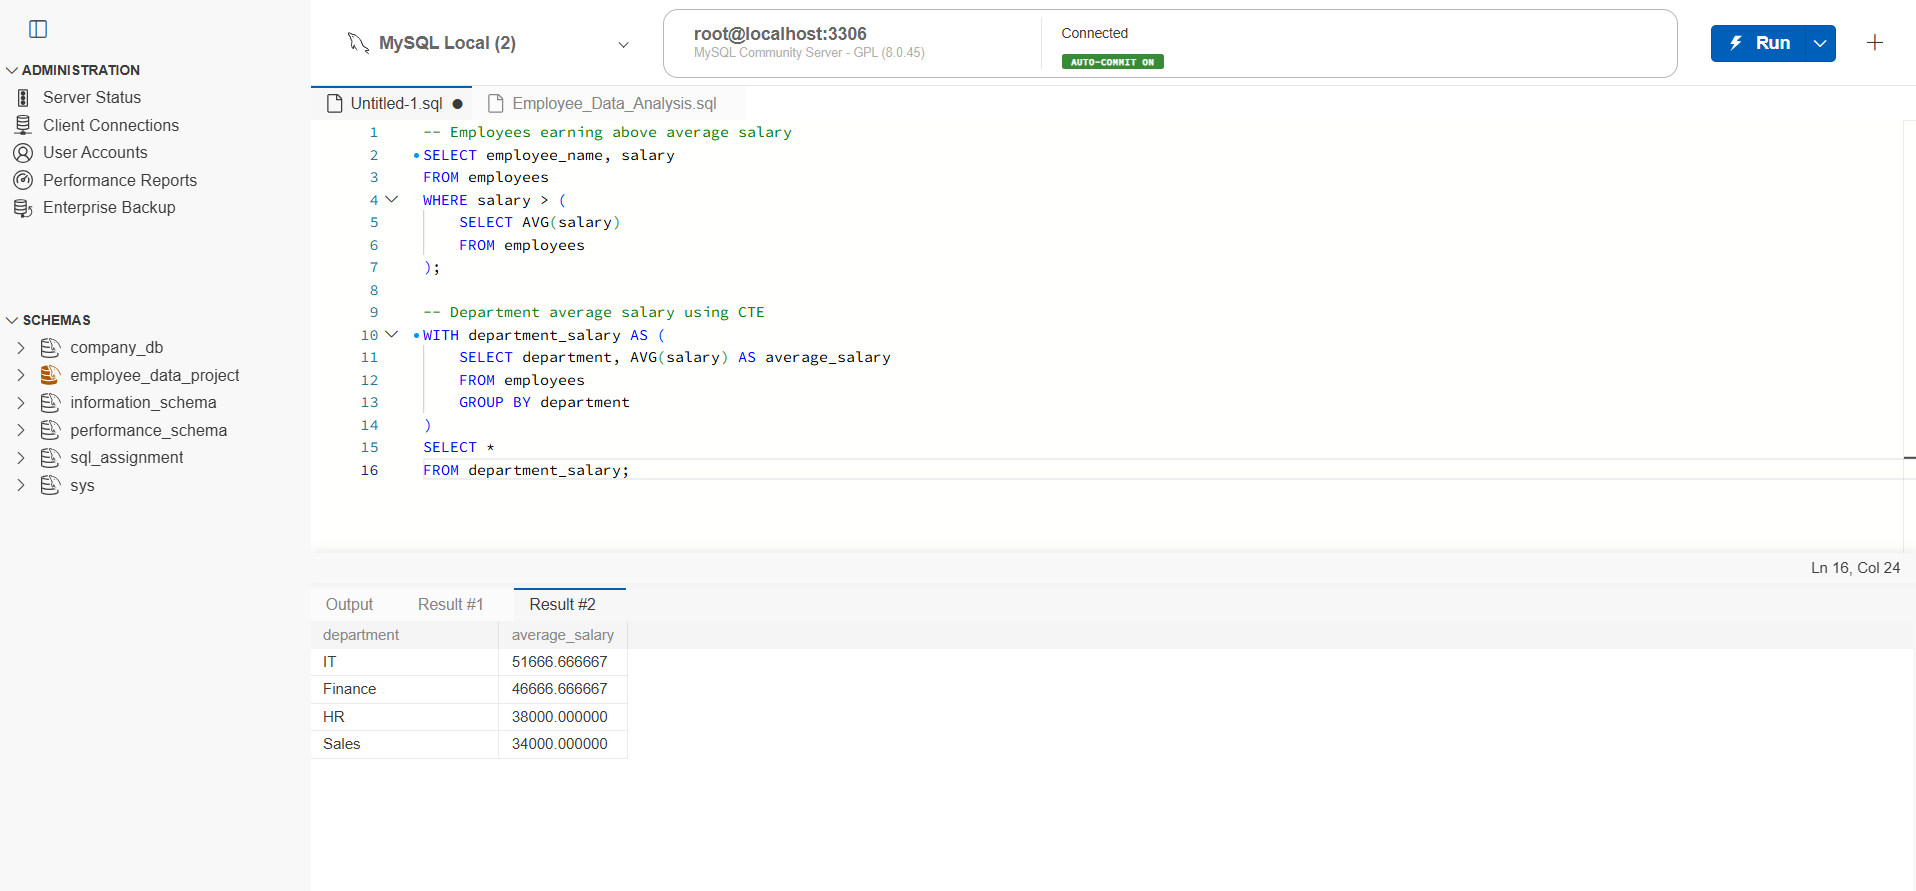 ADMINISTRATION
Server Status
Client Connections
User Accounts
Performance Reports
Enterprise Backup
SCHEMAS
company_db
employee_data_project
information_schema
performance_schema
sql_assignment
sys
MySQL Local (2)
root@localhost:3306
MySQL Community Server - GPL (8.0.45)
Connected
AUTO-COMMIT ON
Run
Untitled-1.sql
Employee_Data_Analysis.sql
1 -- Employees earning above average salary
2 SELECT employee_name, salary
3 FROM employees
4 WHERE salary > (
5 SELECT AVG(salary)
6 FROM employees
7 );
8
9 -- Department average salary using CTE
10 WITH department_salary AS (
11 SELECT department, AVG(salary) AS average_salary
12 FROM employees
13 GROUP BY department
14 )
15 SELECT *
16 FROM department_salary;
Ln 16, Col 24
Output Result #1 Result #2
department average_salary
IT 51666.666667
Finance 46666.666667
HR 38000.000000
Sales 34000.000000